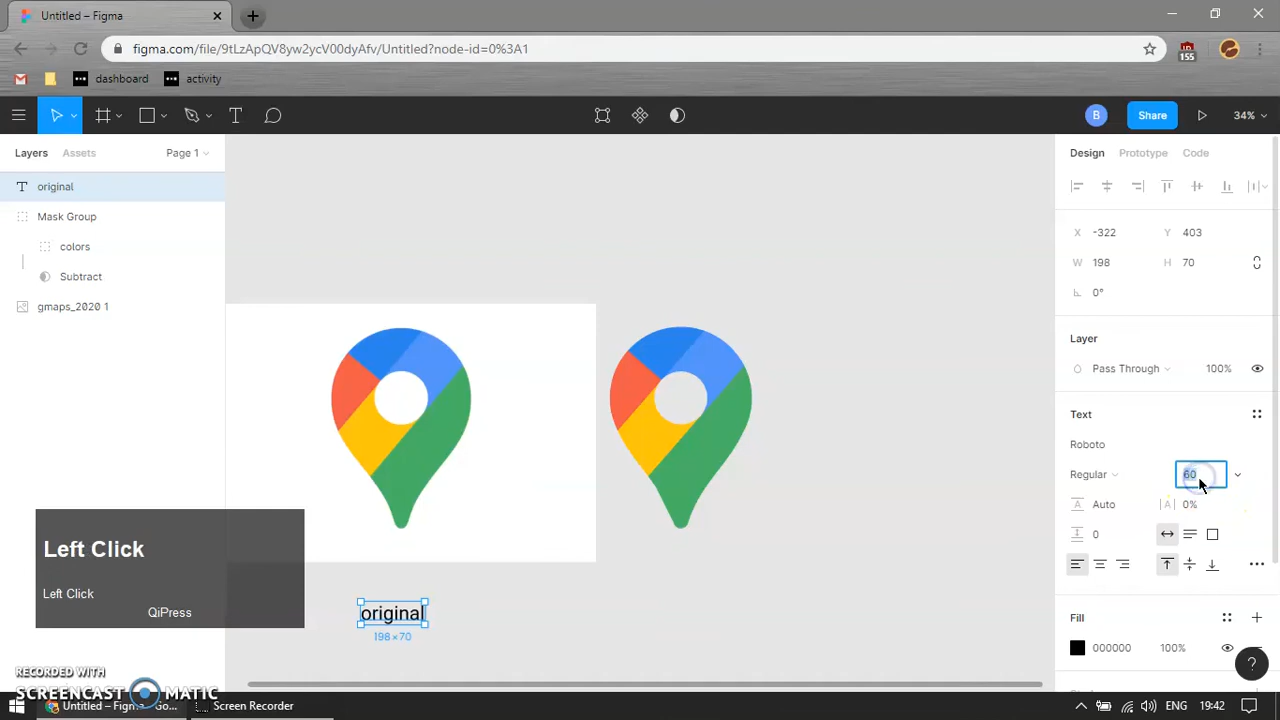 Untitled – Figma
figma.com/file/9tLzApQV8yw2ycV00dyAfv/Untitled?node-id=0%3A1
155
dashboard
activity
B
Share
34%
Layers
Assets
Page 1
Design
Prototype
Code
original
Mask Group
colors
Subtract
gmaps_2020 1
X
-322
Y
403
W
198
H
70
0°
Layer
Pass Through
100%
Text
Roboto
Regular
60
Auto
0%
0
Fill
000000
100%
original
198 × 70
Left Click
Left Click
QiPress
RECORDED WITH
SCREENCAST MATIC
Untitled – Figma - Go...
Screen Recorder
ENG
19:42
?